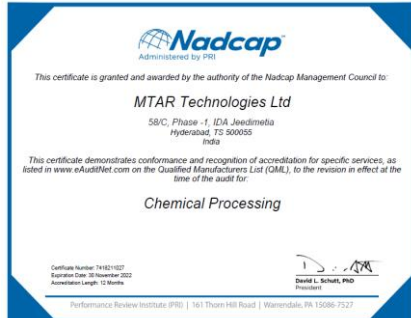 Nadcap
Administered by PRI
This certificate is granted and awarded by the authority of the Nadcap Management Council to:
MTAR Technologies Ltd
58/C, Phase -1, IDA Jeedimetla
Hyderabad, TS 500055
India
This certificate demonstrates conformance and recognition of accreditation for specific services, as
listed in www.eAuditNet.com on the Qualified Manufacturers List (QML), to the revision in effect at the
time of the audit for:
Chemical Processing
Certificate Number: 7418211027
Expiration Date: 30 November 2022
Accreditation Length: 12 Months
David L. Schutt, PhD
President
Performance Review Institute (PRI) | 161 Thorn Hill Road | Warrendale, PA 15086-7527